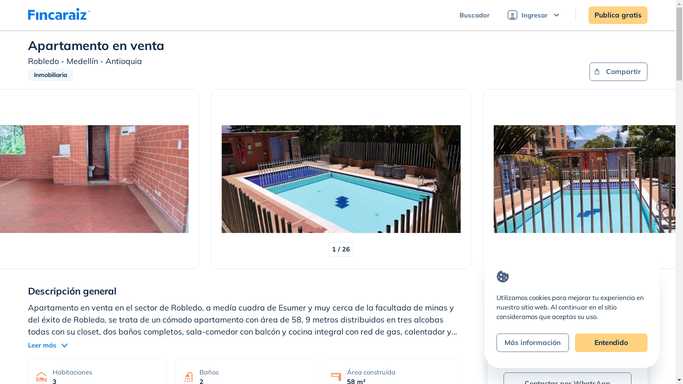 Fincaraiz
Buscador
Ingresar
Publica gratis
Apartamento en venta
Robledo - Medellín - Antioquia
Inmobiliaria
Compartir
1 / 26
Descripción general
Apartamento en venta en el sector de Robledo, a media cuadra de Esumer y muy cerca de la facultada de minas y
del éxito de Robledo, se trata de un cómodo apartamento con área de 58, 9 metros distribuidos en tres alcobas
todas con su closet, dos baños completos, sala-comedor con balcón y cocina integral con red de gas, calentador y...
Leer más
Habitaciones
3
Baños
2
Área construida
58 m²
Utilizamos cookies para mejorar tu experiencia en
nuestro sitio web. Al continuar en el sitio
consideramos que aceptas su uso.
Más información
Entendido
Contactar por WhatsApp